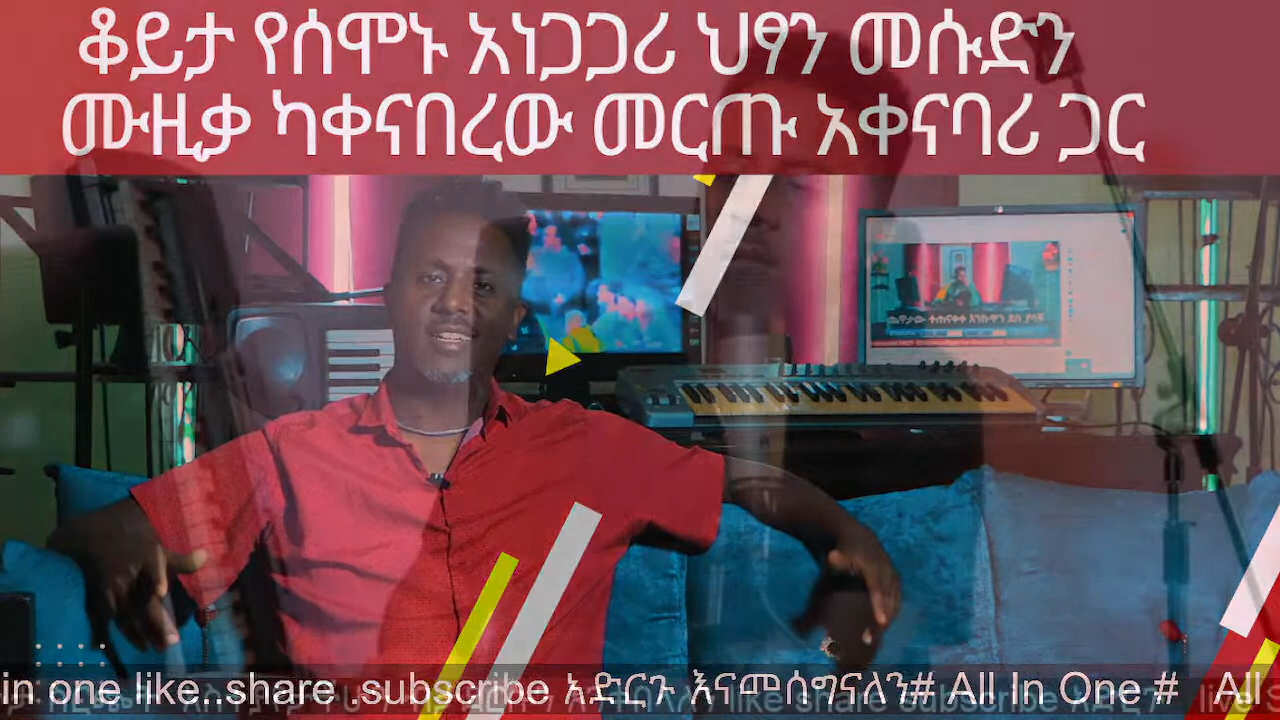 ቆይታ የሰሞኑ አነጋጋሪ ህፃን መሱድን
ሙዚቃ ካቀናበረው መርጡ አቀናባሪ ጋር
in one like..share .subscribe አድርጉ እናመሰግናለን# All In One # All